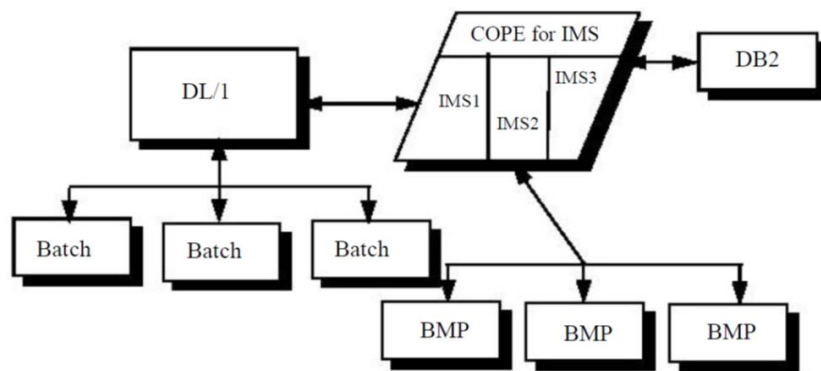 COPE for IMS
DL/1
DB2
IMS1
IMS2
IMS3
Batch
Batch
Batch
BMP
BMP
BMP